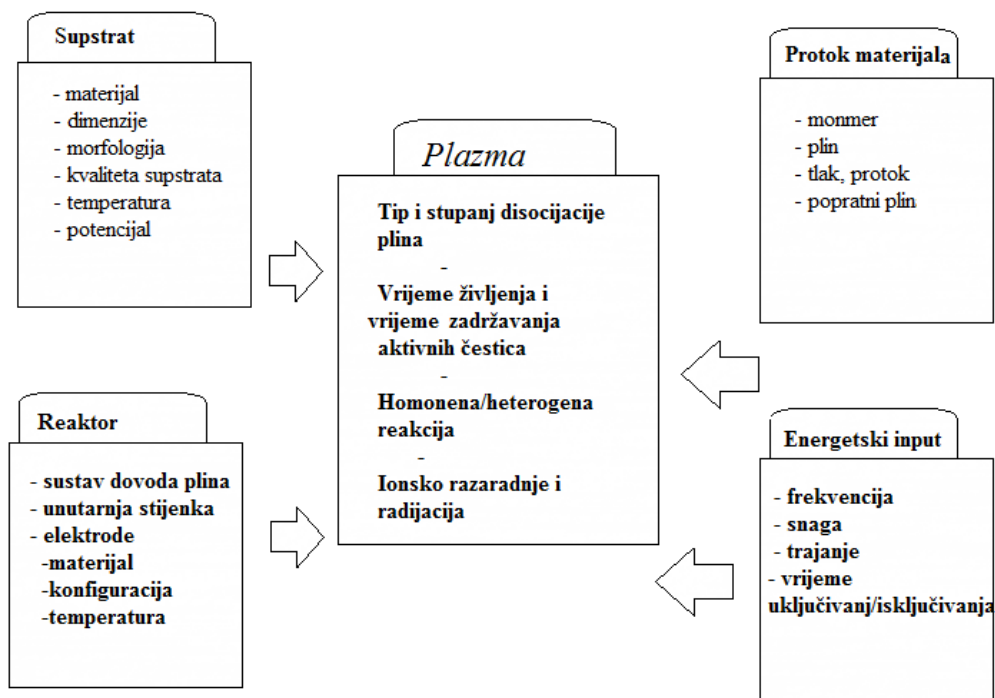 Supstrat
- materijal
- dimenzije
- morfologija
- kvaliteta supstrata
- temperatura
- potencijal
Reaktor
- sustav dovoda plina
- unutarnja stijenka
- elektrode
-materijal
-konfiguracija
-temperatura
Plazma
Tip i stupanj disocijacije
plina
-
Vrijeme življenja i
vrijeme zadržavanja
aktivnih čestica
-
Homonena/heterogena
reakcija
-
Ionsko razaradnje i
radijacija
Protok materijala
- monmer
- plin
- tlak, protok
- popratni plin
Energetski input
- frekvencija
- snaga
- trajanje
- vrijeme
uključivanj/isključivanja